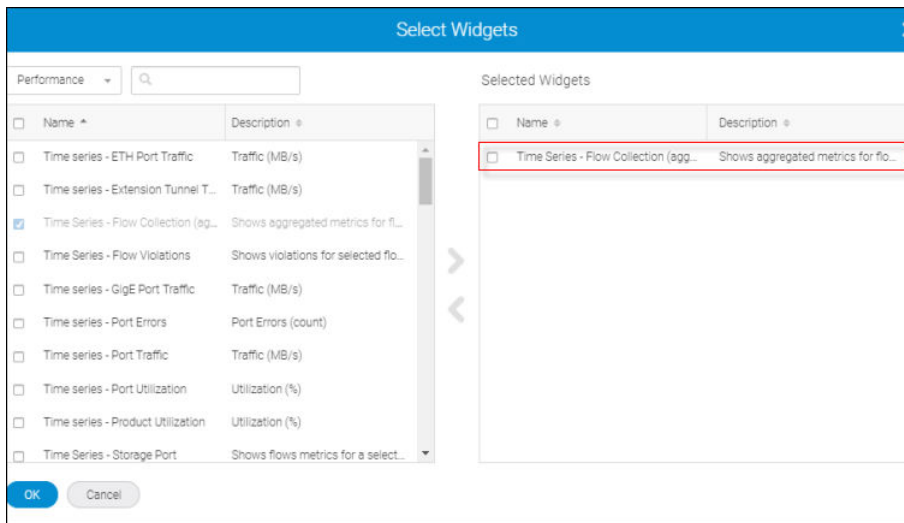 Select Widgets
Performance
Selected Widgets
Name Description
Time series - ETH Port Traffic Traffic (MB/s)
Time series - Extension Tunnel T... Traffic (MB/s)
Time Series - Flow Collection (ag... Shows aggregated metrics for fl...
Time Series - Flow Violations Shows violations for selected flo...
Time series - GigE Port Traffic Traffic (MB/s)
Time series - Port Errors Port Errors (count)
Time series - Port Traffic Traffic (MB/s)
Time series - Port Utilization Utilization (%)
Time series - Product Utilization Utilization (%)
Time Series - Storage Port Shows flows metrics for a select...
Name Description
Time Series - Flow Collection (agg... Shows aggregated metrics for flo...
OK Cancel